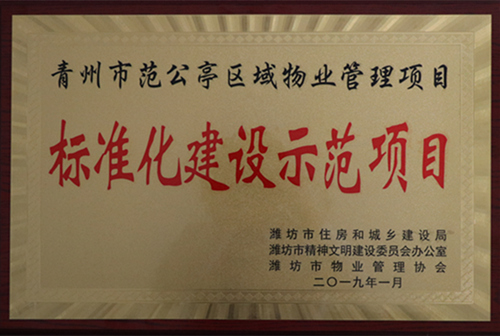 青州市范公亭区域物业管理项目
标准化建设示范项目
潍坊市住房和城乡建设局
潍坊市精神文明建设委员会办公室
潍坊市物业管理协会
二〇一九年一月